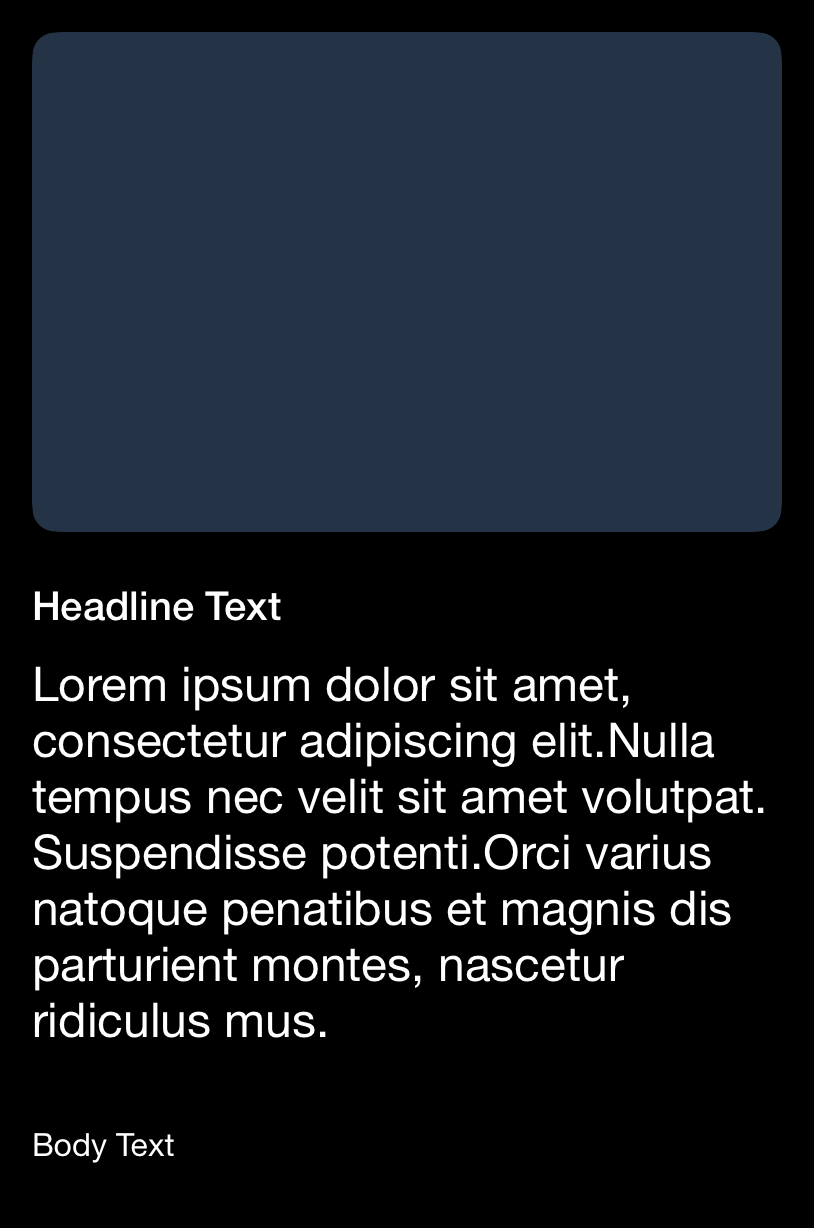 Headline Text
Lorem ipsum dolor sit amet,
consectetur adipiscing elit.Nulla
tempus nec velit sit amet volutpat.
Suspendisse potenti.Orci varius
natoque penatibus et magnis dis
parturient montes, nascetur
ridiculus mus.
Body Text